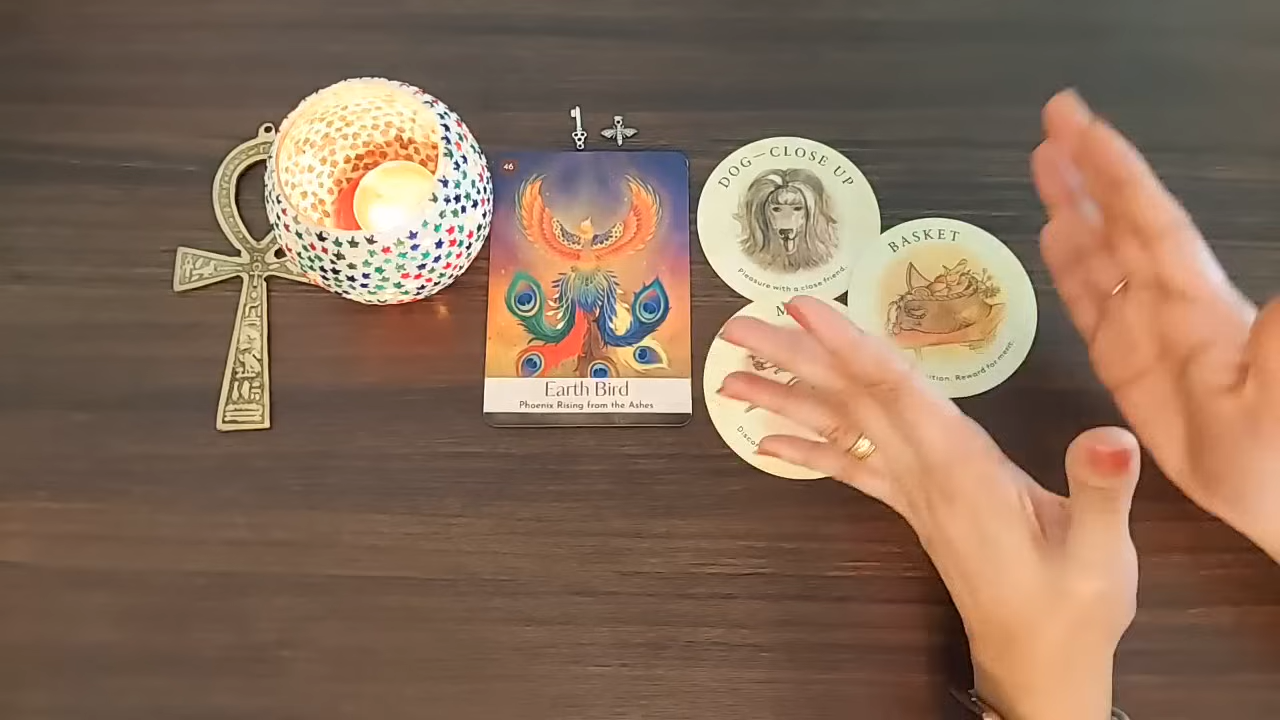 46
Earth Bird
Phoenix Rising from the Ashes
DOG—CLOSE UP
Pleasure with a close friend.
BASKET
Reward for merit.